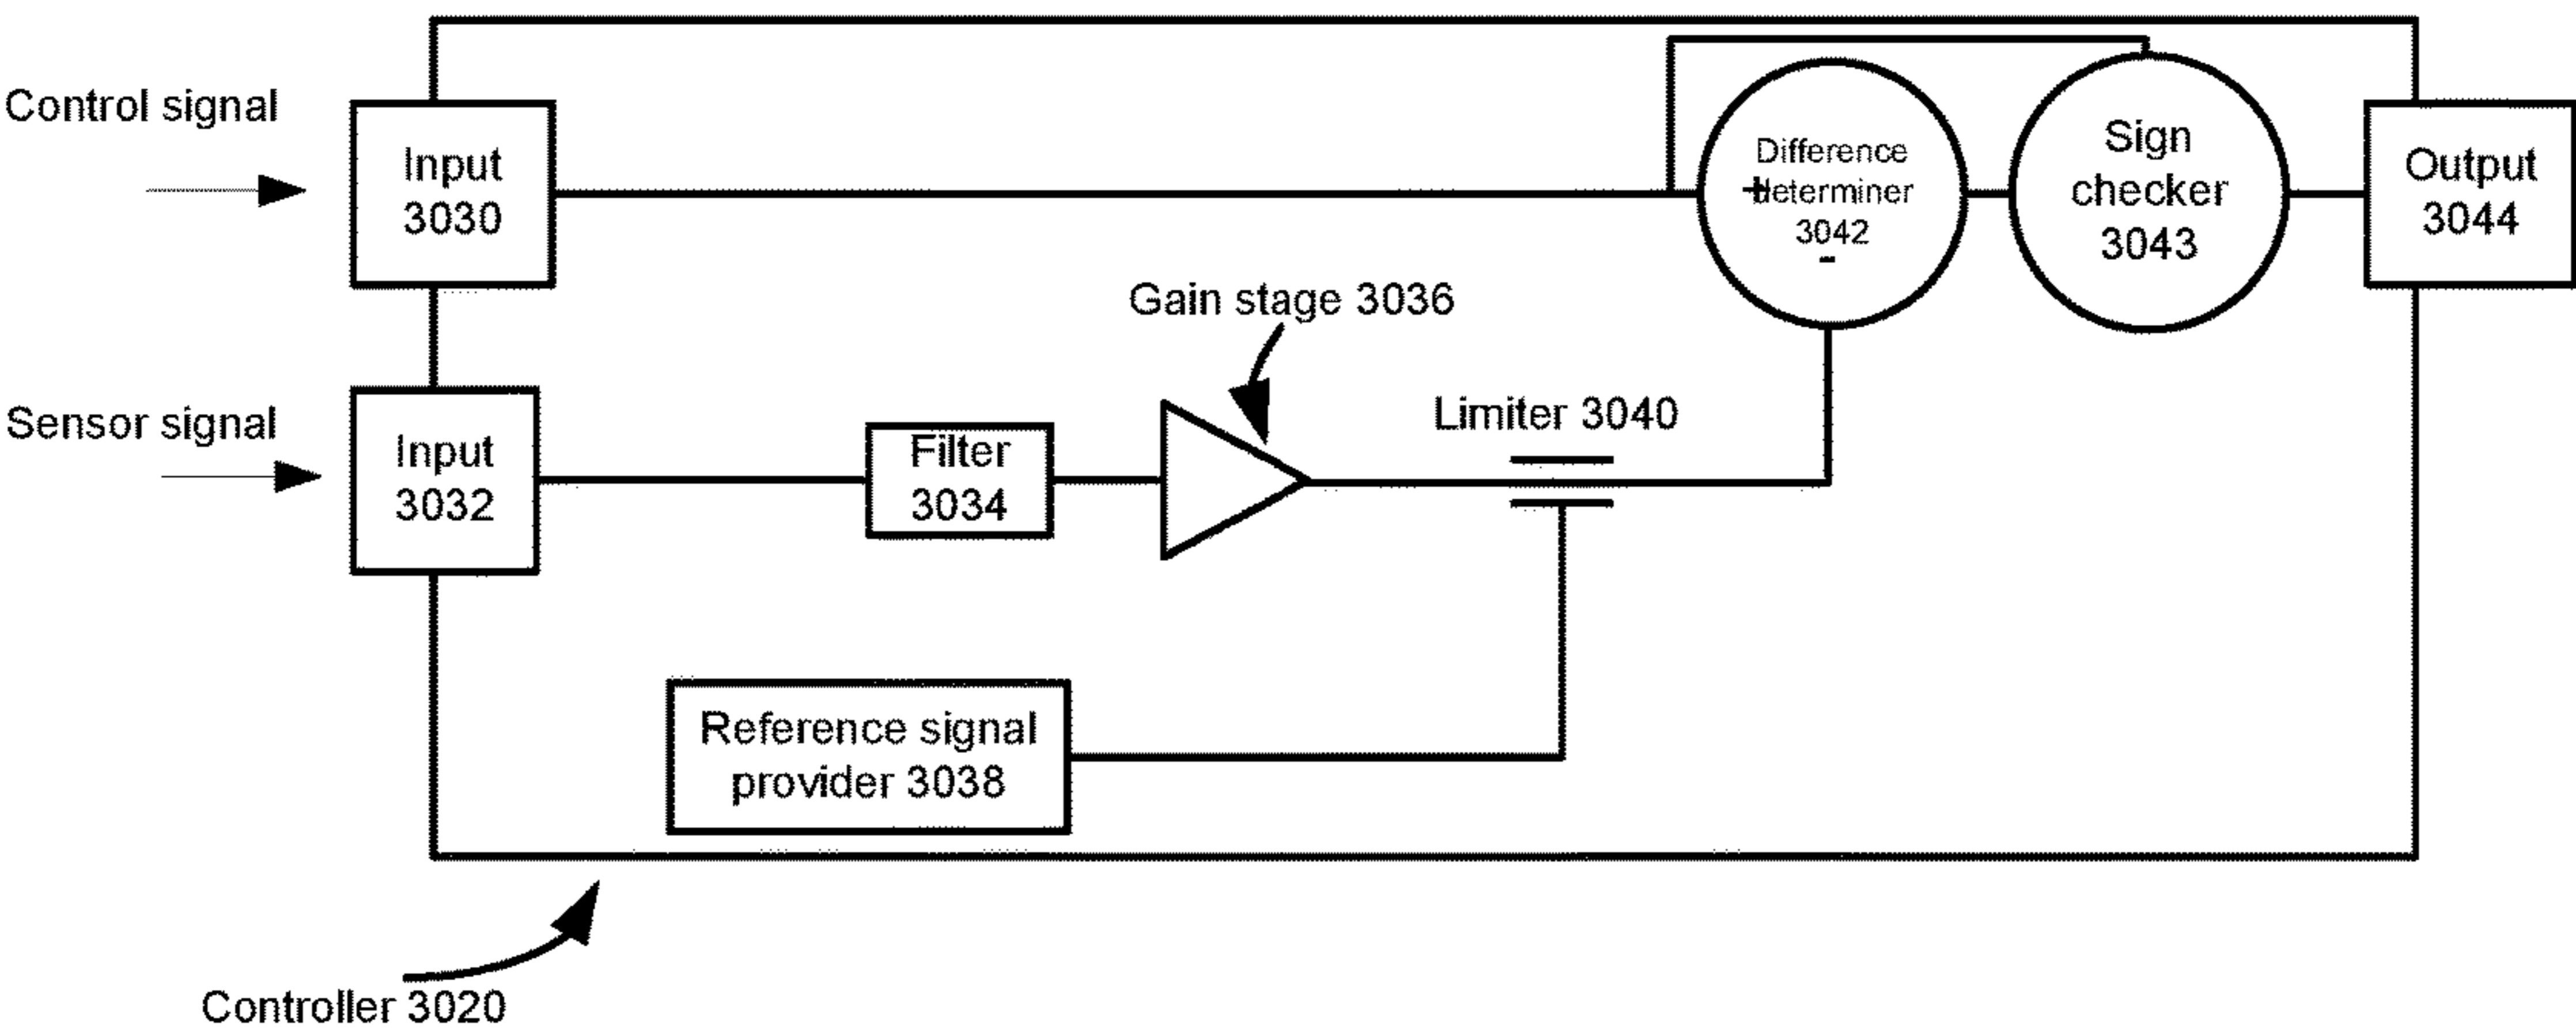 Control signal
Input
3030
Difference
+
determiner
3042
-
Sign
checker
3043
Output
3044
Gain stage 3036
Sensor signal
Input
3032
Filter
3034
Limiter 3040
Reference signal
provider 3038
Controller 3020